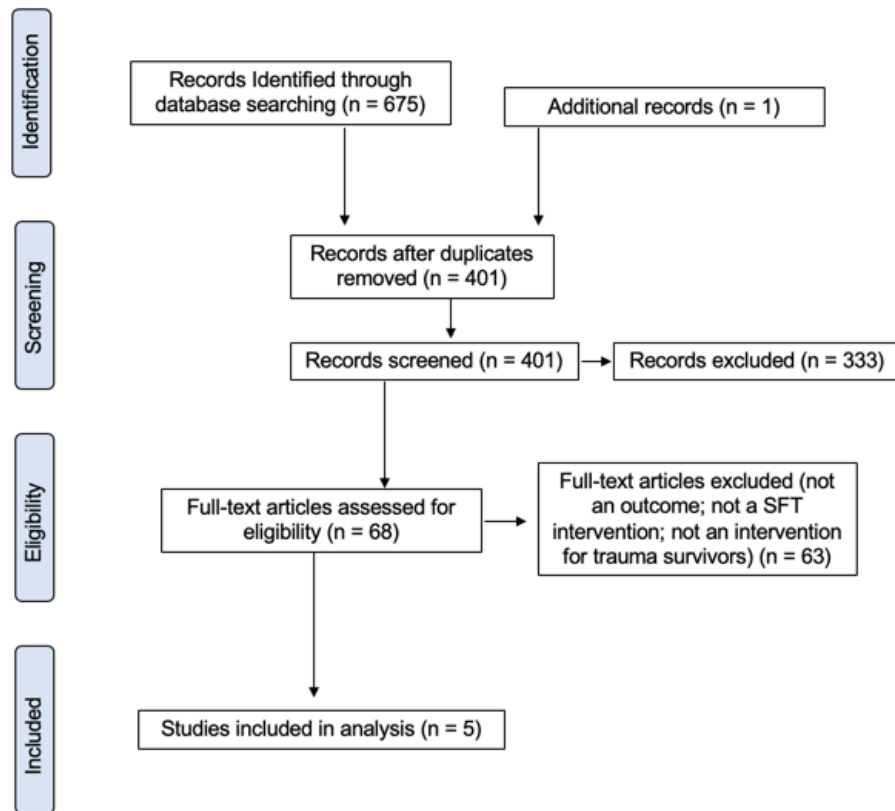 Identification
Records Identified through
database searching (n = 675)
Additional records (n = 1)
Screening
Records after duplicates
removed (n = 401)
Records screened (n = 401)
Records excluded (n = 333)
Eligibility
Full-text articles assessed for
eligibility (n = 68)
Full-text articles excluded (not
an outcome; not a SFT
intervention; not an intervention
for trauma survivors) (n = 63)
Included
Studies included in analysis (n = 5)